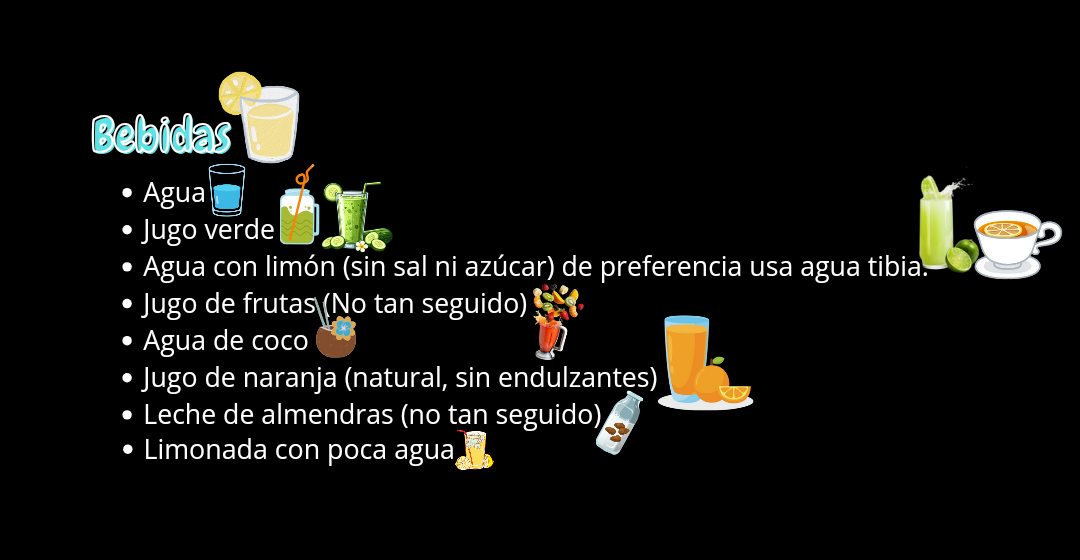 Bebidas
• Agua
• Jugo verde
• Agua con limón (sin sal ni azúcar) de preferencia usa agua tibia.
• Jugo de frutas (No tan seguido)
• Agua de coco
• Jugo de naranja (natural, sin endulzantes)
• Leche de almendras (no tan seguido)
• Limonada con poca agua